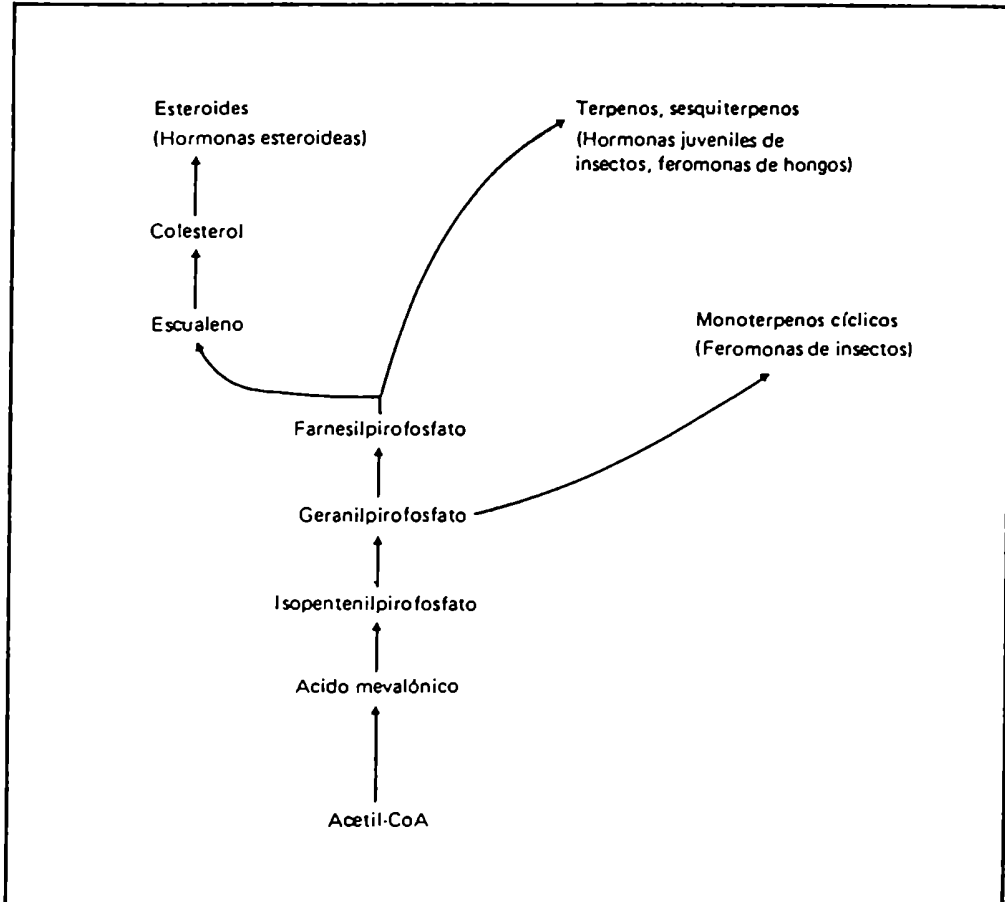 Esteroides
(Hormonas esteroideas)
Terpenos, sesquiterpenos
(Hormonas juveniles de
insectos, feromonas de hongos)
Colesterol
Escualeno
Monoterpenos cíclicos
(Feromonas de insectos)
Farnesilpirofosfato
Geranilpirofosfato
Isopentenilpirofosfato
Acido mevalónico
Acetil-CoA